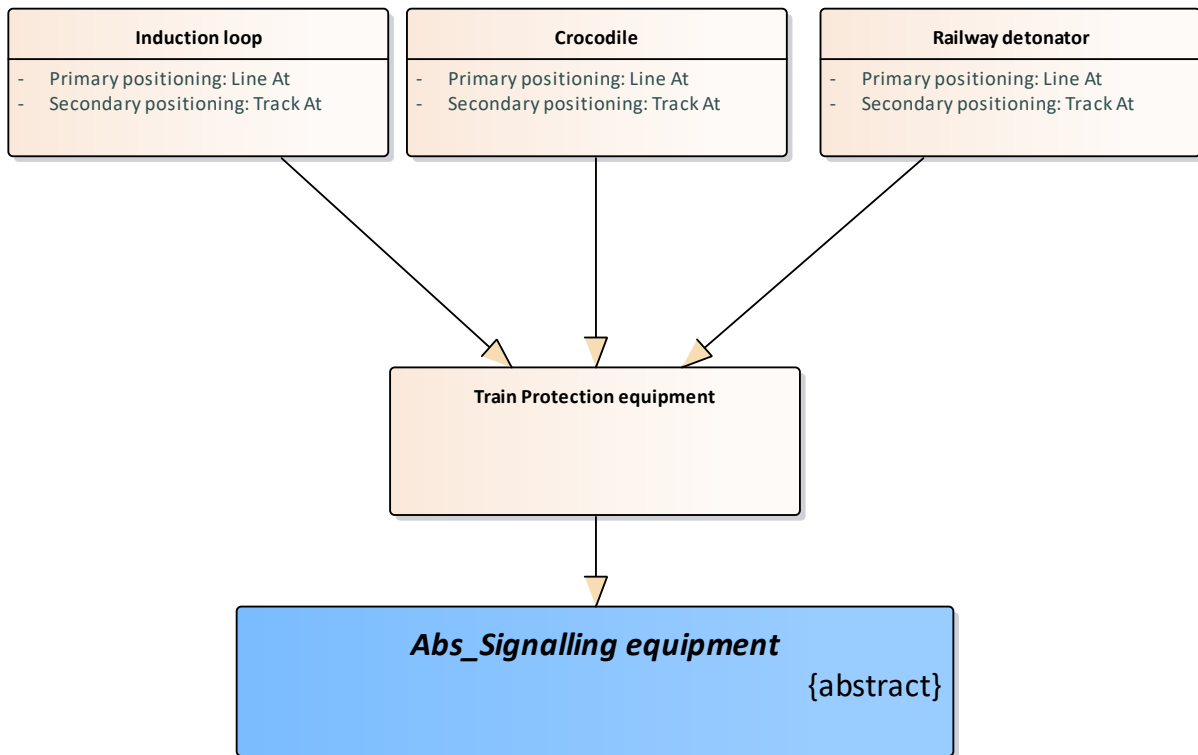 Induction loop
- Primary positioning: Line At
- Secondary positioning: Track At
Crocodile
- Primary positioning: Line At
- Secondary positioning: Track At
Railway detonator
- Primary positioning: Line At
- Secondary positioning: Track At
Train Protection equipment
Abs_Signalling equipment
{abstract}